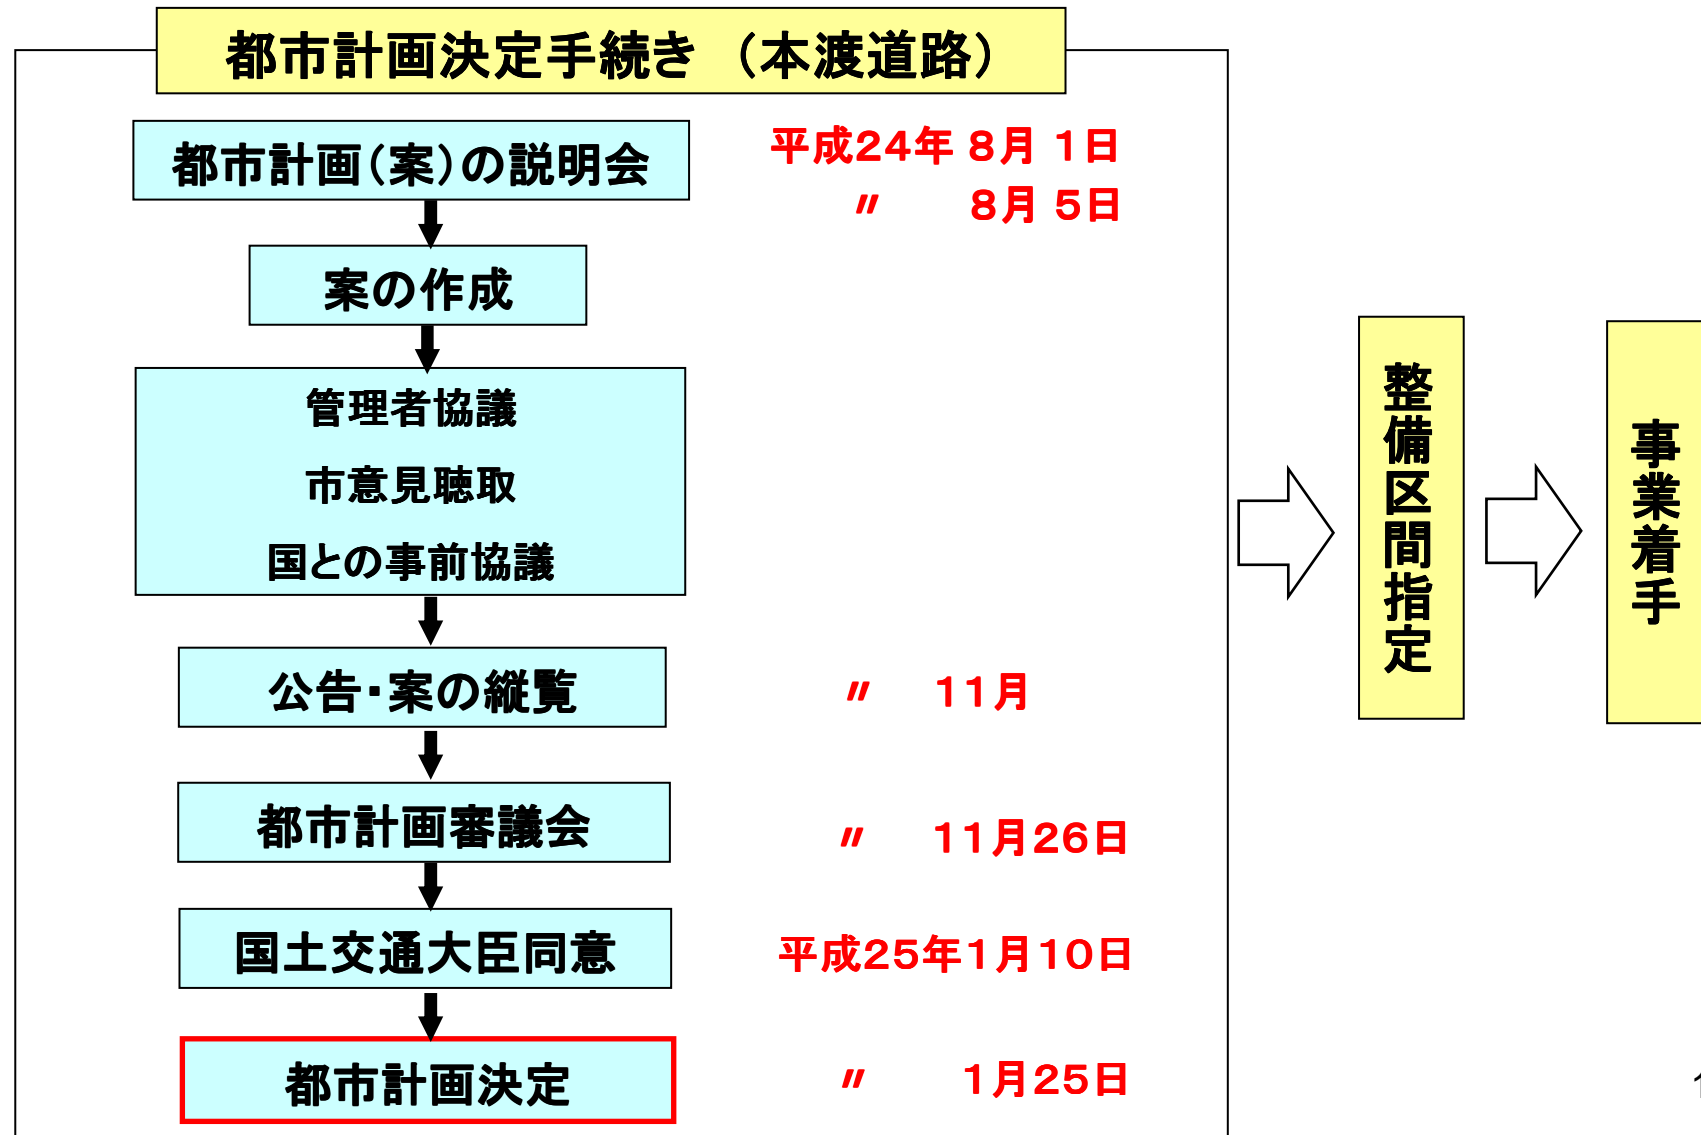 都市計画決定手続き （本渡道路）
都市計画（案）の説明会
平成24年 8月 1日
〃 8月 5日
案の作成
管理者協議
市意見聴取
国との事前協議
公告・案の縦覧
〃 11月
都市計画審議会
〃 11月26日
国土交通大臣同意
平成25年1月10日
都市計画決定
〃 1月25日
整備区間指定
事業着手